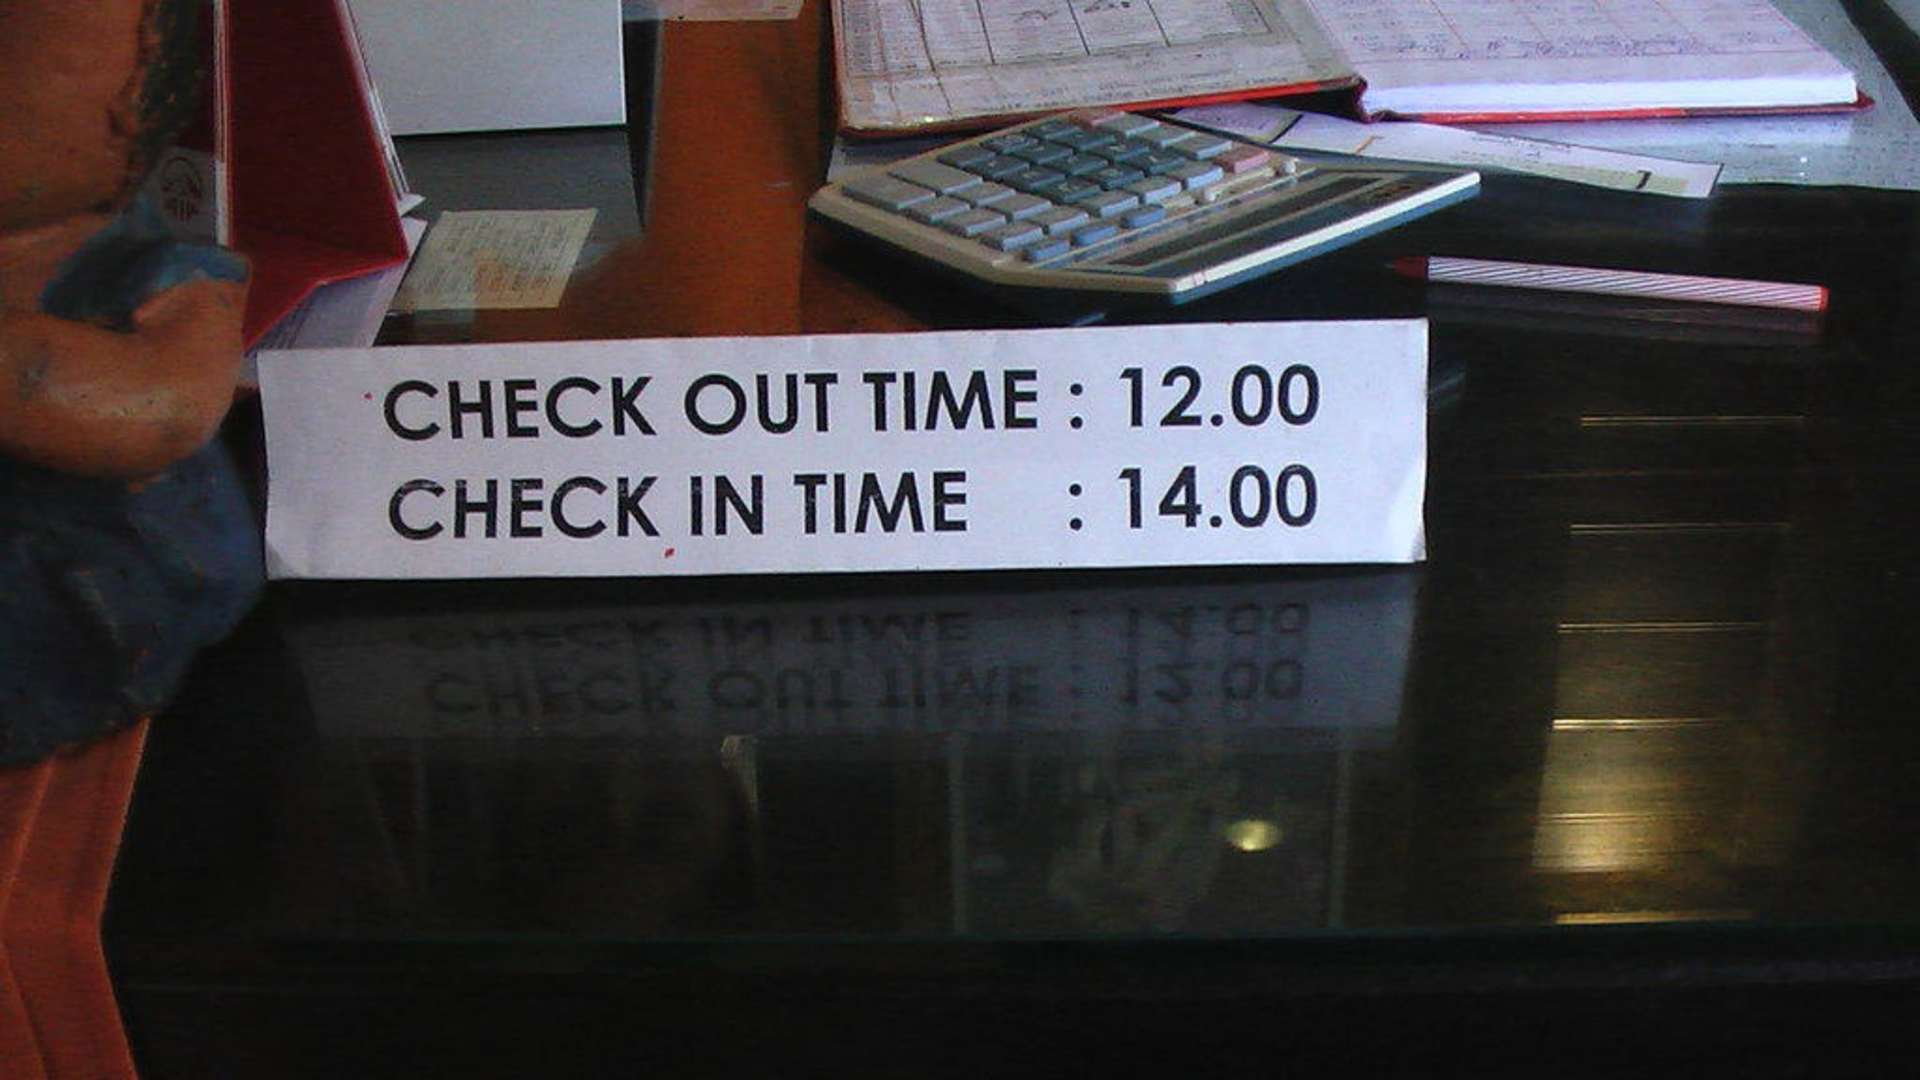 CHECK OUT TIME : 12.00
CHECK IN TIME : 14.00